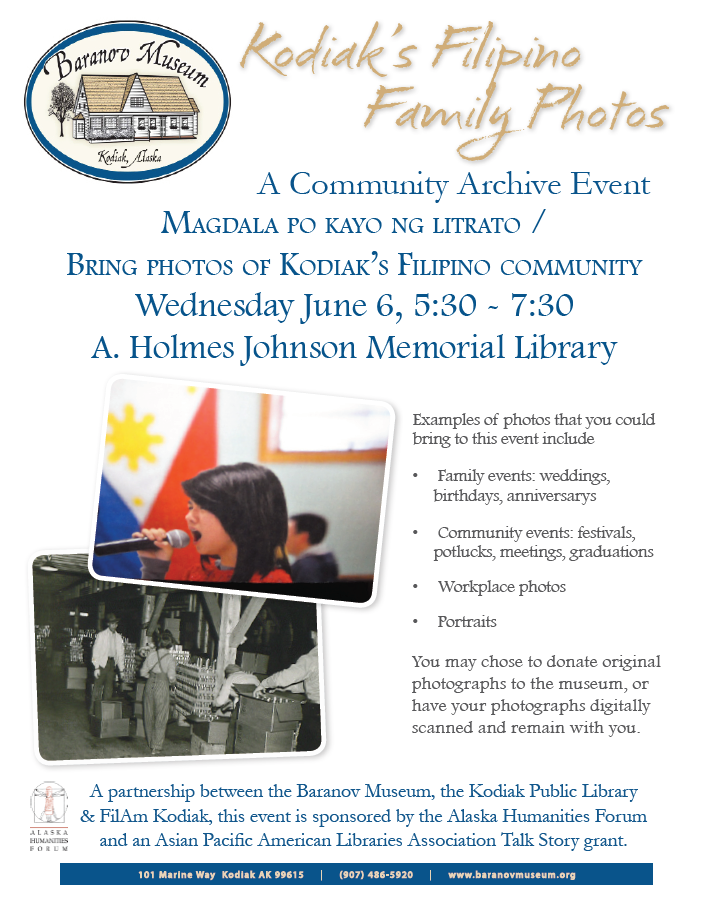 Baranov Museum
Kodiak, Alaska
Kodiak's Filipino
Family Photos
A Community Archive Event
Magdala po kayo ng litrato /
Bring photos of Kodiak's Filipino community
Wednesday June 6, 5:30 - 7:30
A. Holmes Johnson Memorial Library
Examples of photos that you could
bring to this event include
• Family events: weddings,
birthdays, anniversarys
• Community events: festivals,
potlucks, meetings, graduations
• Workplace photos
• Portraits
You may chose to donate original
photographs to the museum, or
have your photographs digitally
scanned and remain with you.
ALASKA
HUMANITIES
FORUM
A partnership between the Baranov Museum, the Kodiak Public Library
& FilAm Kodiak, this event is sponsored by the Alaska Humanities Forum
and an Asian Pacific American Libraries Association Talk Story grant.
101 Marine Way Kodiak AK 99615 | (907) 486-5920 | www.baranovmuseum.org